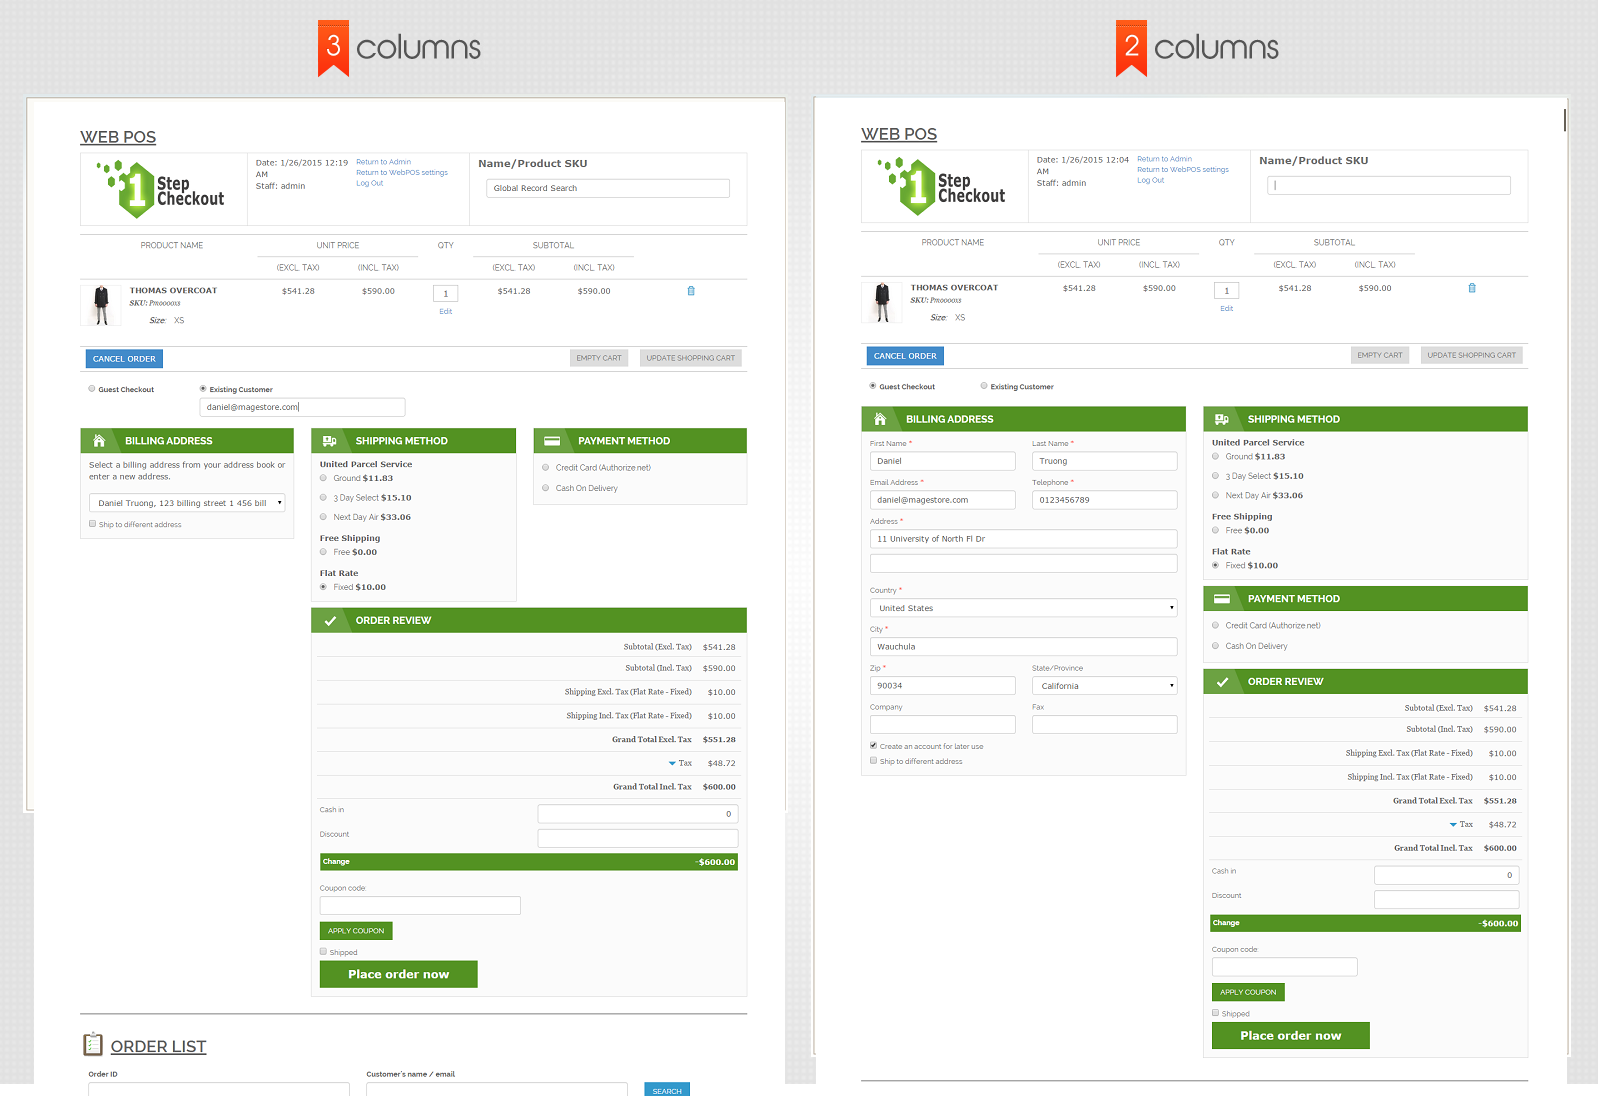 3 columns
WEB POS
1 Step Checkout
Date: 1/26/2015 12:19 AM
Staff: admin
Return to Admin
Return to WebPOS settings
Log Out
Name/Product SKU
Global Record Search
PRODUCT NAME UNIT PRICE QTY SUBTOTAL
(EXCL. TAX) (INCL. TAX) (EXCL. TAX) (INCL. TAX)
THOMAS OVERCOAT $541.28 $590.00 1 $541.28 $590.00
SKU: Pmo000xs
Edit
Size: XS
CANCEL ORDER EMPTY CART UPDATE SHOPPING CART
Guest Checkout Existing Customer
daniel@magestore.com
BILLING ADDRESS
Select a billing address from your address book or
enter a new address.
Daniel Truong, 123 billing street 1 456 bill
Ship to different address
SHIPPING METHOD
United Parcel Service
Ground $11.83
3 Day Select $15.10
Next Day Air $33.06
Free Shipping
Free $0.00
Flat Rate
Fixed $10.00
PAYMENT METHOD
Credit Card (Authorize.net)
Cash On Delivery
ORDER REVIEW
Subtotal (Excl. Tax) $541.28
Subtotal (Incl. Tax) $590.00
Shipping Excl. Tax (Flat Rate - Fixed) $10.00
Shipping Incl. Tax (Flat Rate - Fixed) $10.00
Grand Total Excl. Tax $551.28
Tax $48.72
Grand Total Incl. Tax $600.00
Cash in 0
Discount
Change -$600.00
Coupon code:
APPLY COUPON
Shipped
Place order now
ORDER LIST
Order ID Customer's name / email
SEARCH
2 columns
WEB POS
1 Step Checkout
Date: 1/26/2015 12:04 AM
Staff: admin
Return to Admin
Return to WebPOS settings
Log Out
Name/Product SKU
PRODUCT NAME UNIT PRICE QTY SUBTOTAL
(EXCL. TAX) (INCL. TAX) (EXCL. TAX) (INCL. TAX)
THOMAS OVERCOAT $541.28 $590.00 1 $541.28 $590.00
SKU: Pmo000xs
Edit
Size: XS
CANCEL ORDER EMPTY CART UPDATE SHOPPING CART
Guest Checkout Existing Customer
BILLING ADDRESS
First Name * Last Name *
Daniel Truong
Email Address * Telephone *
daniel@magestore.com 0123456789
Address *
11 University of North Fl Dr
Country *
United States
City *
Wauchula
Zip * State/Province
90034 California
Company Fax
Create an account for later use
Ship to different address
SHIPPING METHOD
United Parcel Service
Ground $11.83
3 Day Select $15.10
Next Day Air $33.06
Free Shipping
Free $0.00
Flat Rate
Fixed $10.00
PAYMENT METHOD
Credit Card (Authorize.net)
Cash On Delivery
ORDER REVIEW
Subtotal (Excl. Tax) $541.28
Subtotal (Incl. Tax) $590.00
Shipping Excl. Tax (Flat Rate - Fixed) $10.00
Shipping Incl. Tax (Flat Rate - Fixed) $10.00
Grand Total Excl. Tax $551.28
Tax $48.72
Grand Total Incl. Tax $600.00
Cash in 0
Discount
Change -$600.00
Coupon code:
APPLY COUPON
Shipped
Place order now